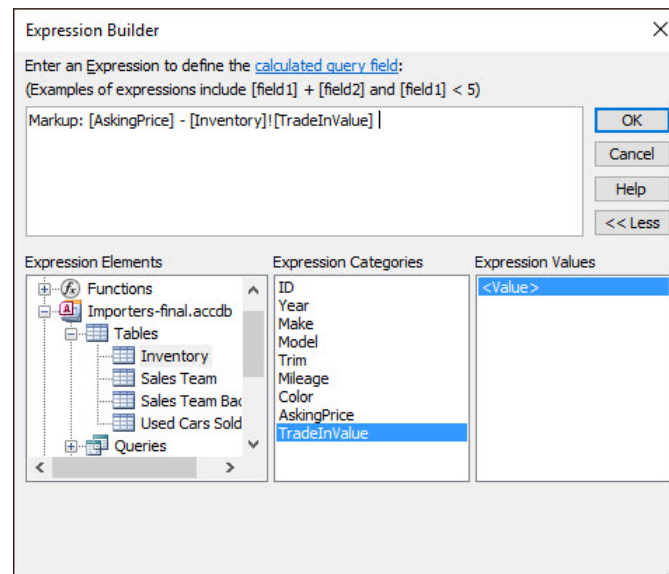 Expression Builder
Enter an Expression to define the calculated query field:
(Examples of expressions include [field1] + [field2] and [field1] < 5)
Markup: [AskingPrice] - [Inventory]![TradeInValue]
OK
Cancel
Help
<< Less
Expression Elements
Functions
Importers-final.accdb
Tables
Inventory
Sales Team
Sales Team Bac
Used Cars Sold
Queries
Expression Categories
ID
Year
Make
Model
Trim
Mileage
Color
AskingPrice
TradeInValue
Expression Values
<Value>